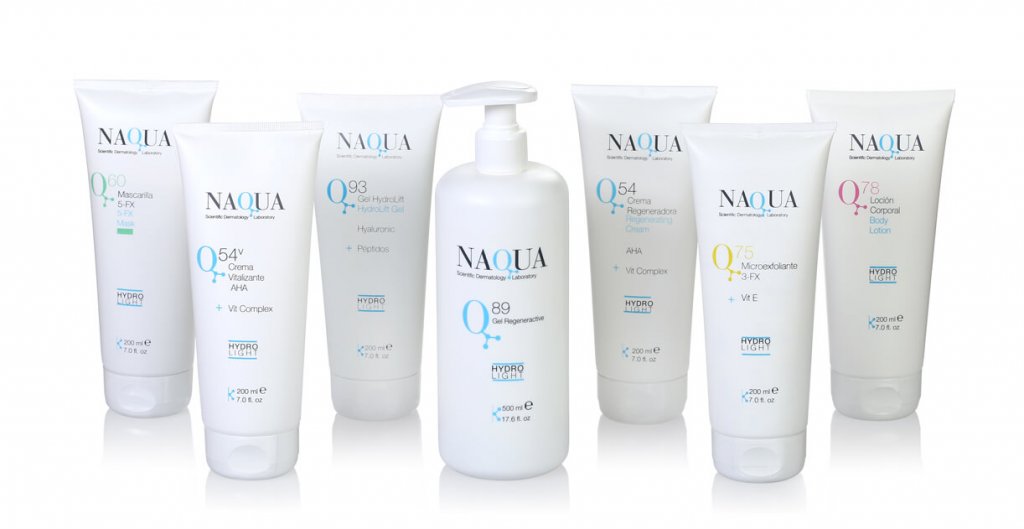 NAQUA
Scientific Dermatology Laboratory
Q60
Mascarilla
5-FX
5-FX
Mask
HYDRO
LIGHT
200 ml e
7.0 fl. oz
NAQUA
Scientific Dermatology Laboratory
Q54v
Crema
Vitalizante
AHA
+ Vit Complex
HYDRO
LIGHT
200 ml e
7.0 fl. oz
NAQUA
Scientific Dermatology Laboratory
Q93
Gel HydroLift
HydroLift Gel
Hyaluronic
+ Péptidos
HYDRO
LIGHT
200 ml e
7.0 fl. oz
NAQUA
Scientific Dermatology Laboratory
Q89
Gel Regeneractive
HYDRO
LIGHT
500 ml e
17.6 fl. oz
NAQUA
Scientific Dermatology Laboratory
Q54
Crema
Regeneradora
Regenerating
Cream
AHA
+ Vit Complex
HYDRO
LIGHT
200 ml e
7.0 fl. oz
NAQUA
Scientific Dermatology Laboratory
Q75
Microexfoliante
3-FX
+ Vit E
HYDRO
LIGHT
200 ml e
7.0 fl. oz
NAQUA
Scientific Dermatology Laboratory
Q78
Loción
Corporal
Body
Lotion
HYDRO
LIGHT
200 ml e
7.0 fl. oz